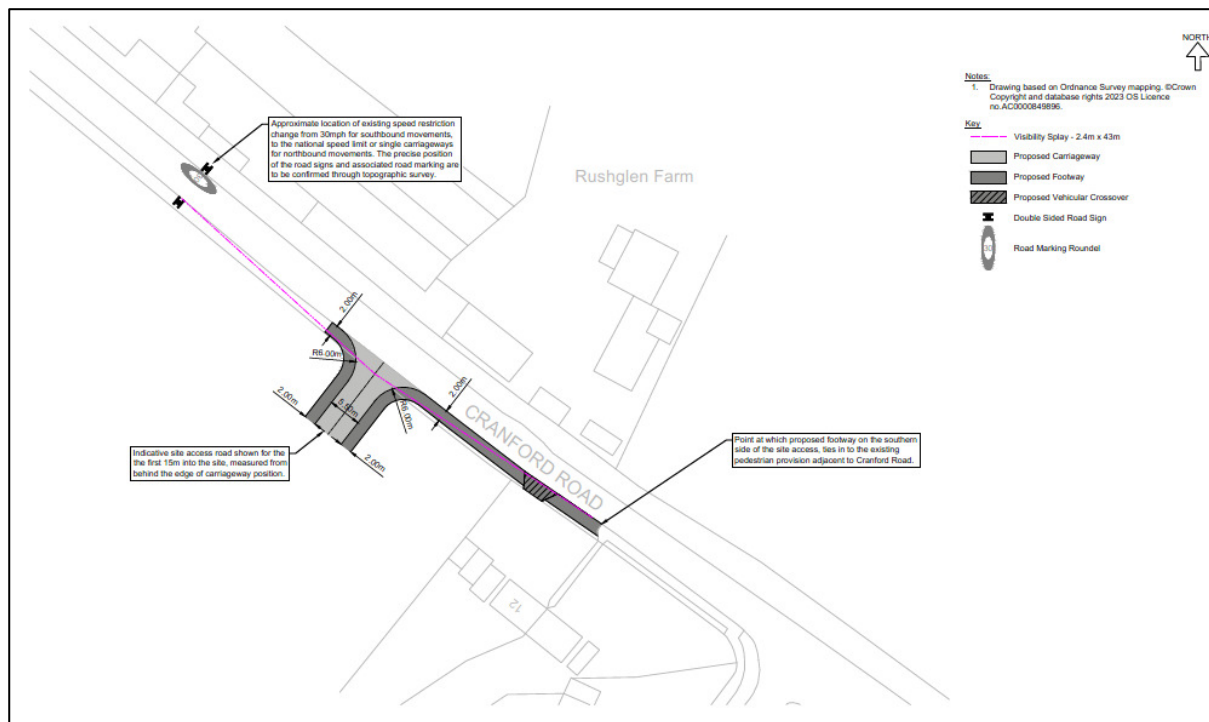 NORTH
Notes:
1. Drawing based on Ordnance Survey mapping. ©Crown
Copyright and database rights 2023 OS Licence
no.AC0000849896.
Key
Visibility Splay - 2.4m x 43m
Proposed Carriageway
Proposed Footway
Proposed Vehicular Crossover
Double Sided Road Sign
30
Road Marking Roundel
Approximate location of existing speed restriction
change from 30mph for southbound movements,
to the national speed limit or single carriageways
for northbound movements. The precise position
of the road signs and associated road marking are
to be confirmed through topographic survey.
Rushglen Farm
2.00m
R6.00m
2.00m
5.50m
R6.00m
2.00m
2.00m
CRANFORD ROAD
Indicative site access road shown for the
the first 15m into the site, measured from
behind the edge of carriageway position.
Point at which proposed footway on the southern
side of the site access, ties in to the existing
pedestrian provision adjacent to Cranford Road.
12